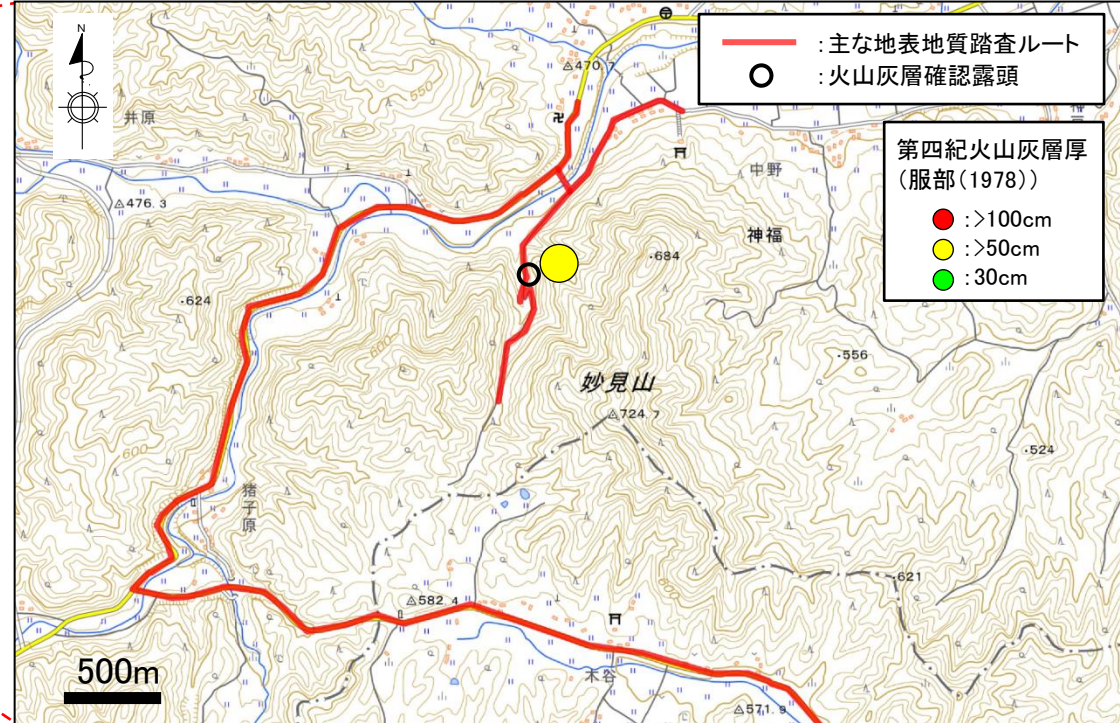 N
：主な地表地質踏査ルート
：火山灰層確認露頭
第四紀火山灰層厚
（服部(1978)）
：>100cm
：>50cm
：30cm
470.7
550
井原
中野
476.3
神福
684
624
600
556
妙見山
724.7
524
600
猪子原
621
582.4
600
木谷
571.9
500m